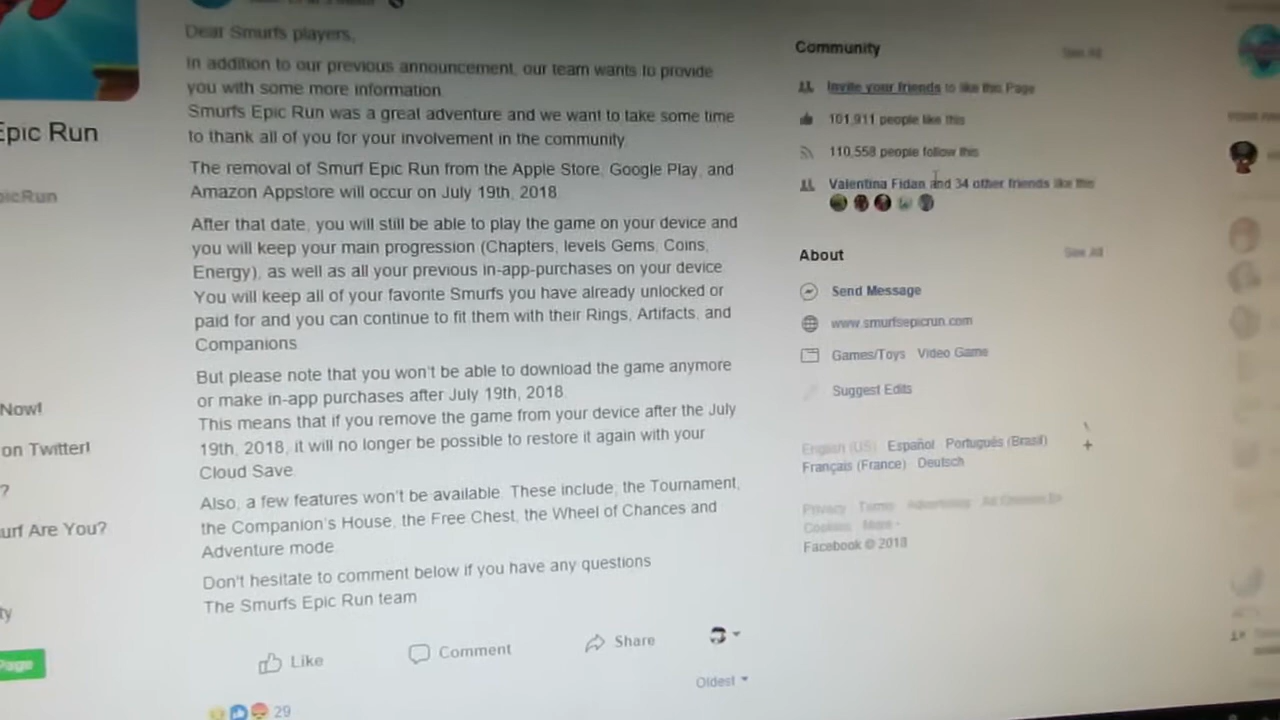 Epic Run
picRun
Now!
on Twitter!
?
urf Are You?
ty
Page
Dear Smurfs players,
In addition to our previous announcement, our team wants to provide
you with some more information
Smurfs Epic Run was a great adventure and we want to take some time
to thank all of you for your involvement in the community
The removal of Smurf Epic Run from the Apple Store, Google Play, and
Amazon Appstore will occur on July 19th, 2018
After that date, you will still be able to play the game on your device and
you will keep your main progression (Chapters, levels Gems, Coins,
Energy), as well as all your previous in-app-purchases on your device
You will keep all of your favorite Smurfs you have already unlocked or
paid for and you can continue to fit them with their Rings, Artifacts, and
Companions
But please note that you won't be able to download the game anymore
or make in-app purchases after July 19th, 2018
This means that if you remove the game from your device after the July
19th, 2018, it will no longer be possible to restore it again with your
Cloud Save
Also, a few features won't be available. These include; the Tournament,
the Companion's House, the Free Chest, the Wheel of Chances and
Adventure mode
Don't hesitate to comment below if you have any questions
The Smurfs Epic Run team
Like Comment Share
Oldest
29
Community See All
Invite your friends to like this Page
101,911 people like this
110,558 people follow this
Valentina Fidan and 34 other friends like this
About See All
Send Message
www.smurfsepicrun.com
Games/Toys Video Game
Suggest Edits
English (US) Español Português (Brasil)
Français (France) Deutsch
Privacy Terms Advertising Ad Choices
Cookies More
Facebook © 2018